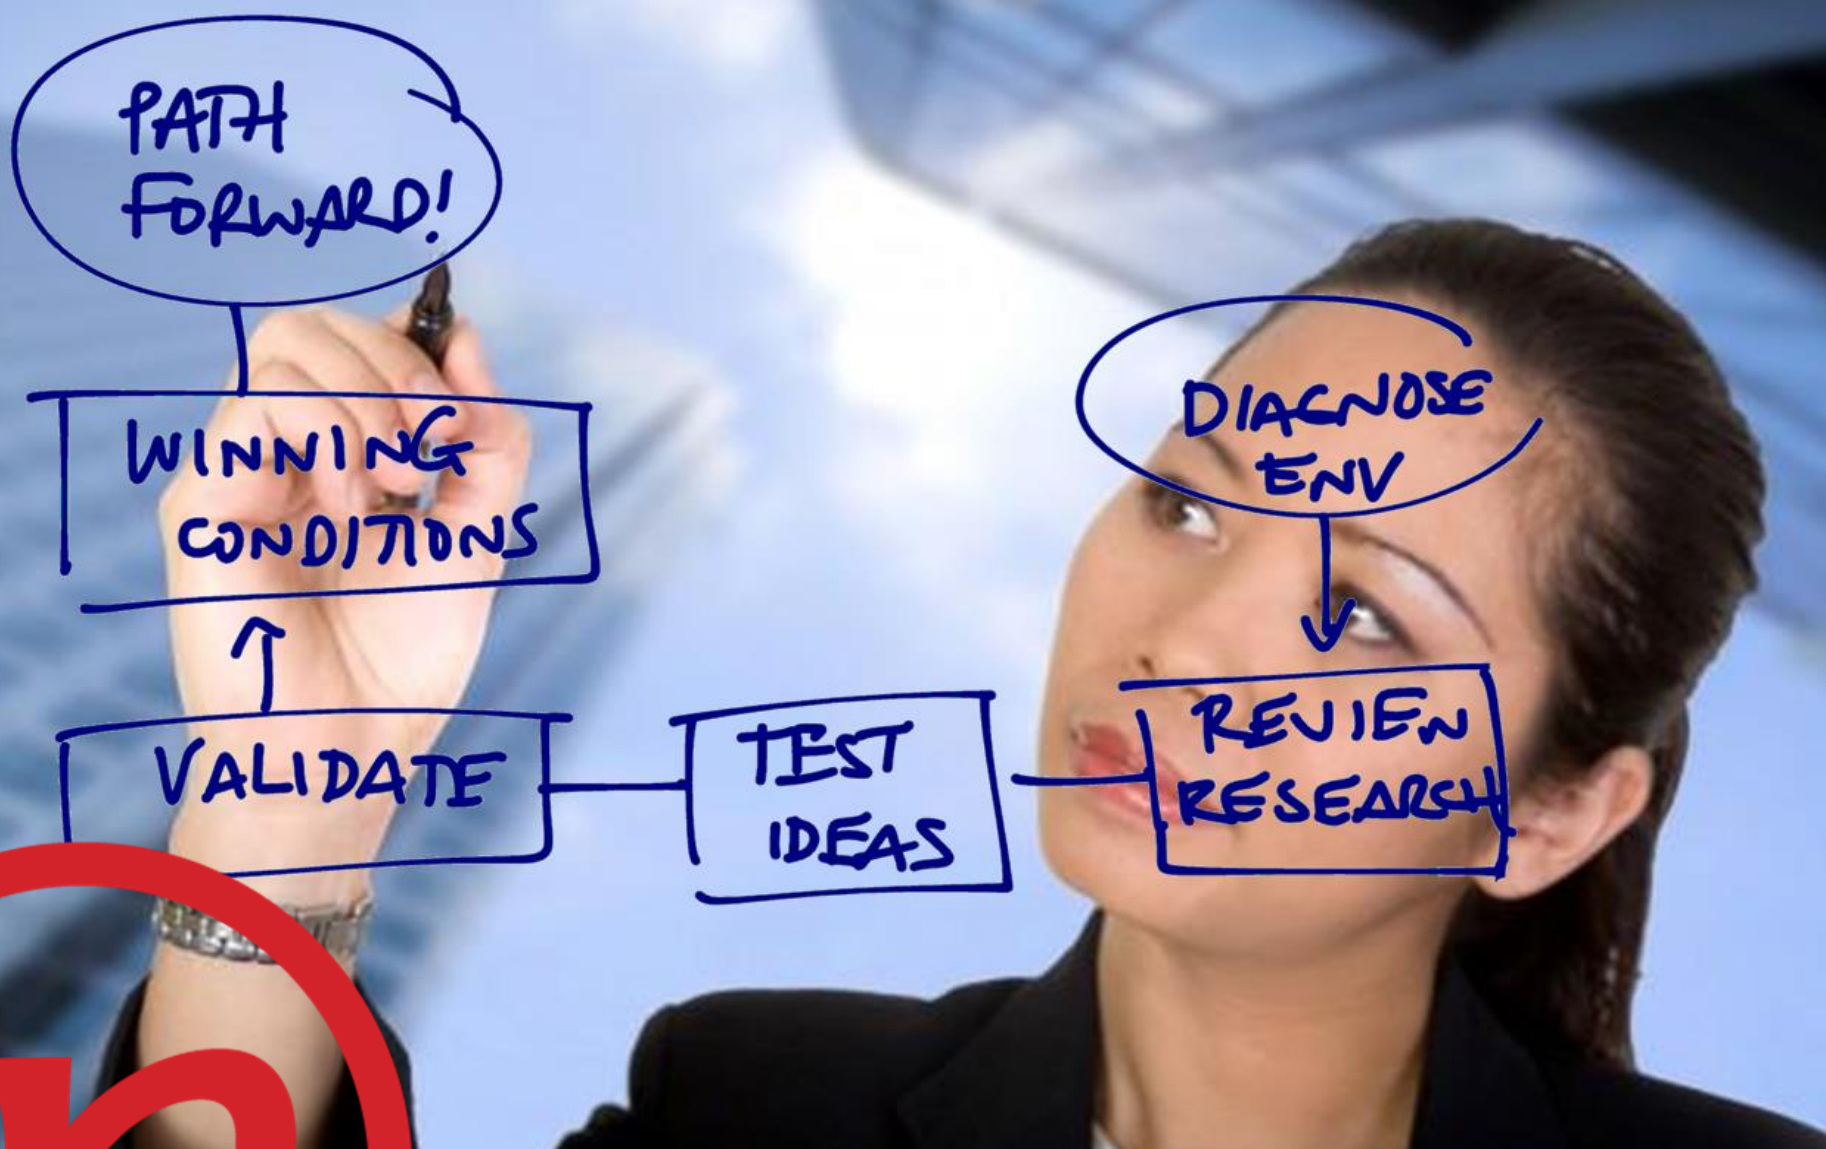 PATH
FORWARD!
WINNING
CONDITIONS
VALIDATE
TEST
IDEAS
DIAGNOSE
ENV
REVIEW
RESEARCH
n